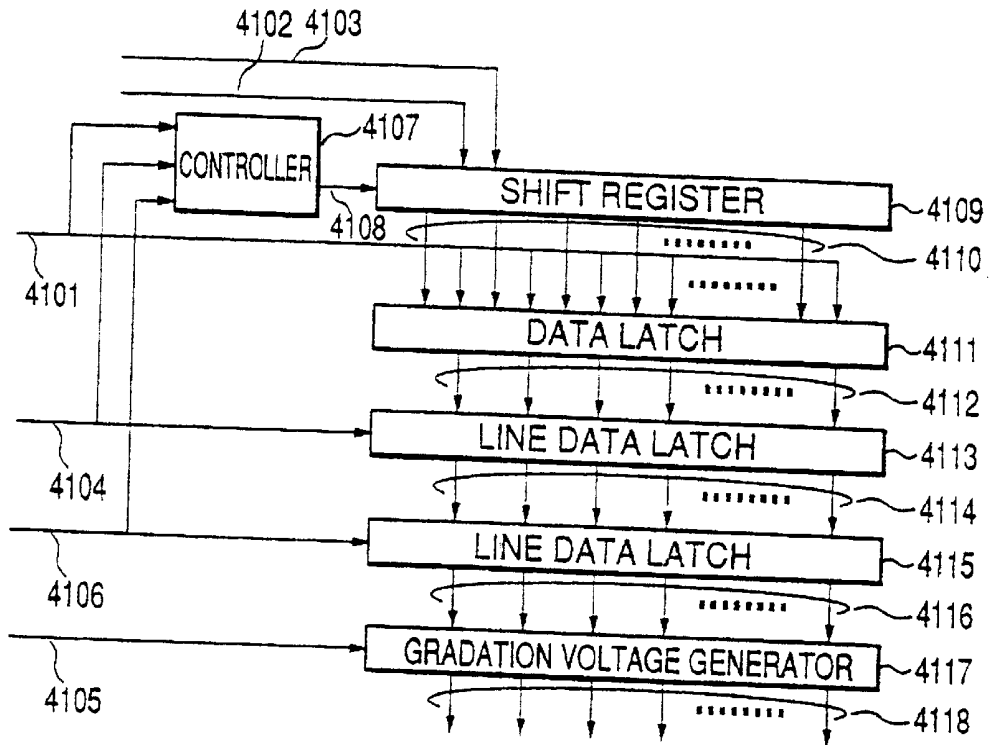 4102 4103
4107
CONTROLLER
4108
SHIFT REGISTER
4109
4110
4101
DATA LATCH
4111
4112
LINE DATA LATCH
4113
4104
4114
LINE DATA LATCH
4115
4106
4116
GRADATION VOLTAGE GENERATOR
4117
4105
4118